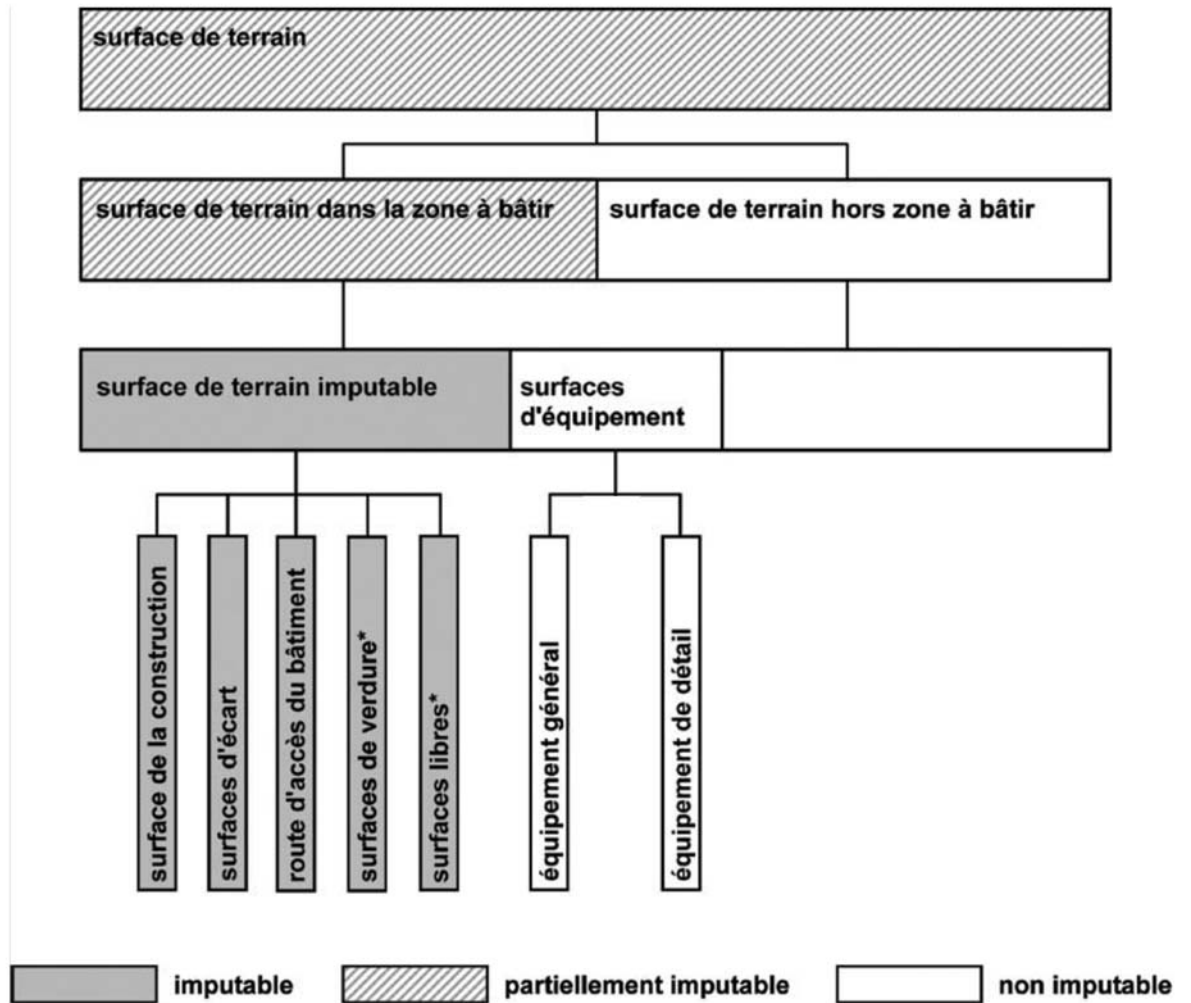 surface de terrain
surface de terrain dans la zone à bâtir
surface de terrain hors zone à bâtir
surface de terrain imputable
surfaces
d'équipement
surface de la construction
surfaces d'écart
route d'accès du bâtiment
surfaces de verdure*
surfaces libres*
équipement général
équipement de détail
imputable
partiellement imputable
non imputable